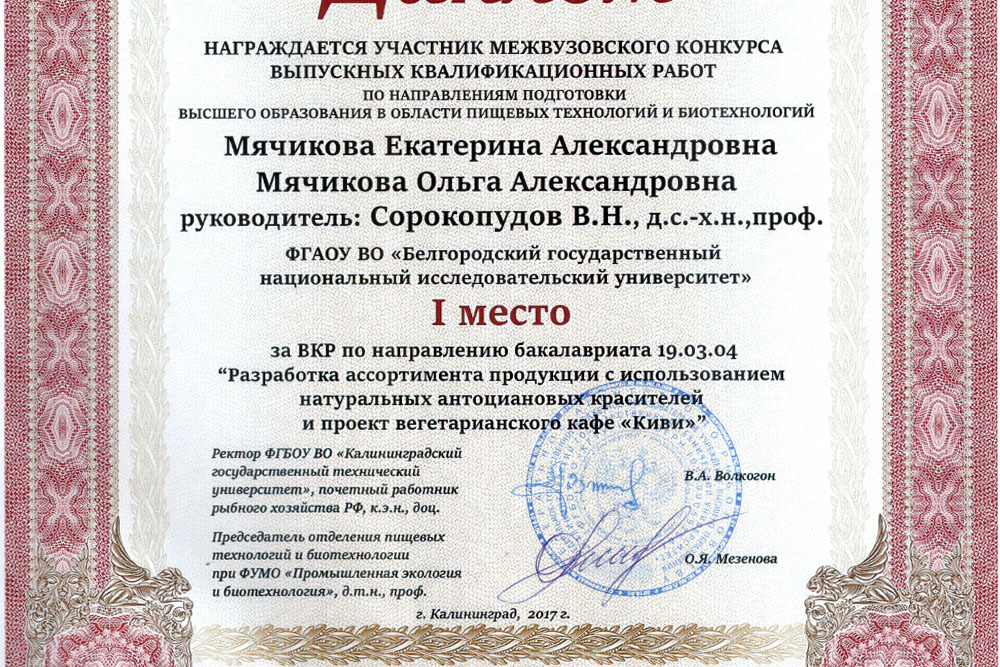 Диплом
НАГРАЖДАЕТСЯ УЧАСТНИК МЕЖВУЗОВСКОГО КОНКУРСА
ВЫПУСКНЫХ КВАЛИФИКАЦИОННЫХ РАБОТ
ПО НАПРАВЛЕНИЯМ ПОДГОТОВКИ
ВЫСШЕГО ОБРАЗОВАНИЯ В ОБЛАСТИ ПИЩЕВЫХ ТЕХНОЛОГИЙ И БИОТЕХНОЛОГИЙ
Мячикова Екатерина Александровна
Мячикова Ольга Александровна
руководитель: Сорокопудов В.Н., д.с.-х.н.,проф.
ФГАОУ ВО «Белгородский государственный
национальный исследовательский университет»
I место
за ВКР по направлению бакалавриата 19.03.04
“Разработка ассортимента продукции с использованием
натуральных антоциановых красителей
и проект вегетарианского кафе «Киви»”
Ректор ФГБОУ ВО «Калининградский
государственный технический
университет», почетный работник
рыбного хозяйства РФ, к.э.н., доц.
В.А. Волкогон
Председатель отделения пищевых
технологий и биотехнологии
при ФУМО «Промышленная экология
и биотехнология», д.т.н., проф.
О.Я. Мезенова
г. Калининград, 2017 г.